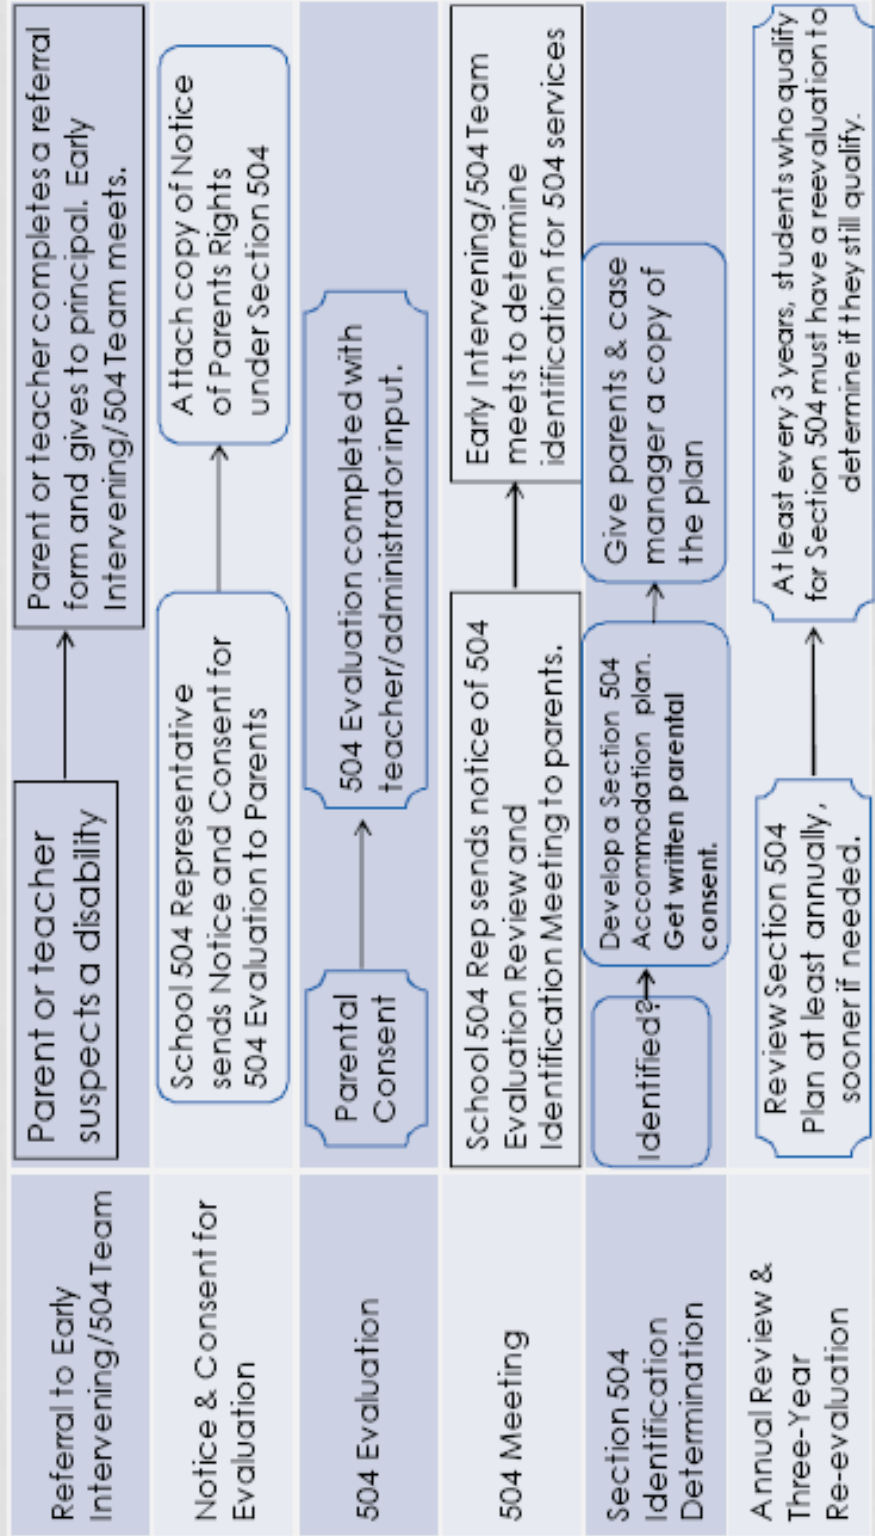 Referral to Early
Intervening/504 Team
Parent or teacher
suspects a disability
Parent or teacher completes a referral
form and gives to principal. Early
Intervening/504 Team meets.
Notice & Consent for
Evaluation
School 504 Representative
sends Notice and Consent for
504 Evaluation to Parents
Attach copy of Notice
of Parents Rights
under Section 504
504 Evaluation
Parental
Consent
504 Evaluation completed with
teacher/administrator input.
504 Meeting
School 504 Rep sends notice of 504
Evaluation Review and
Identification Meeting to parents.
Early Intervening/504 Team
meets to determine
identification for 504 services
Section 504
Identification
Determination
Identified?
Develop a Section 504
Accommodation plan.
Get written parental
consent.
Give parents & case
manager a copy of
the plan
Annual Review &
Three-Year
Re-evaluation
Review Section 504
Plan at least annually,
sooner if needed.
At least every 3 years, students who qualify
for Section 504 must have a reevaluation to
determine if they still qualify.